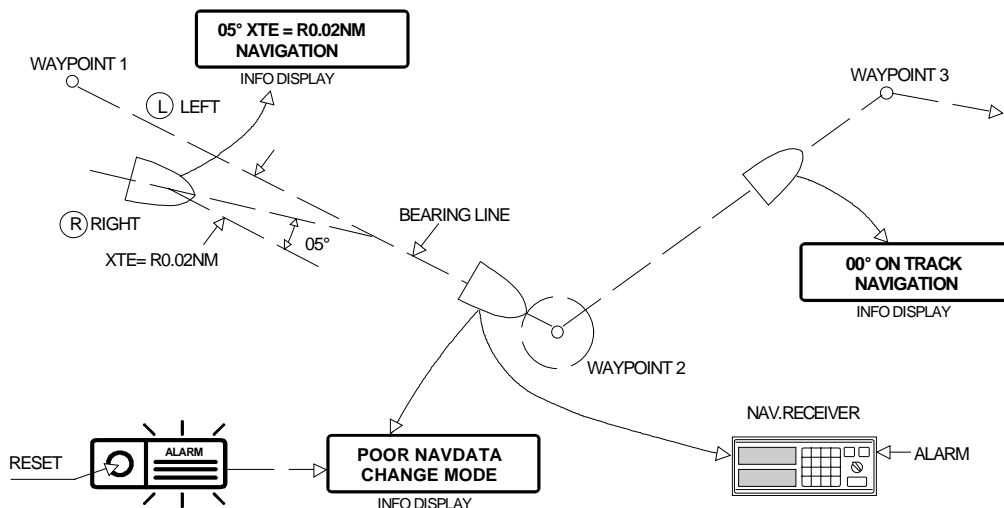 05° XTE = R0.02NM
NAVIGATION
INFO DISPLAY
WAYPOINT 1
L LEFT
WAYPOINT 3
R RIGHT
BEARING LINE
05°
XTE= R0.02NM
00° ON TRACK
NAVIGATION
INFO DISPLAY
WAYPOINT 2
NAV.RECEIVER
RESET
ALARM
POOR NAVDATA
CHANGE MODE
INFO DISPLAY
ALARM